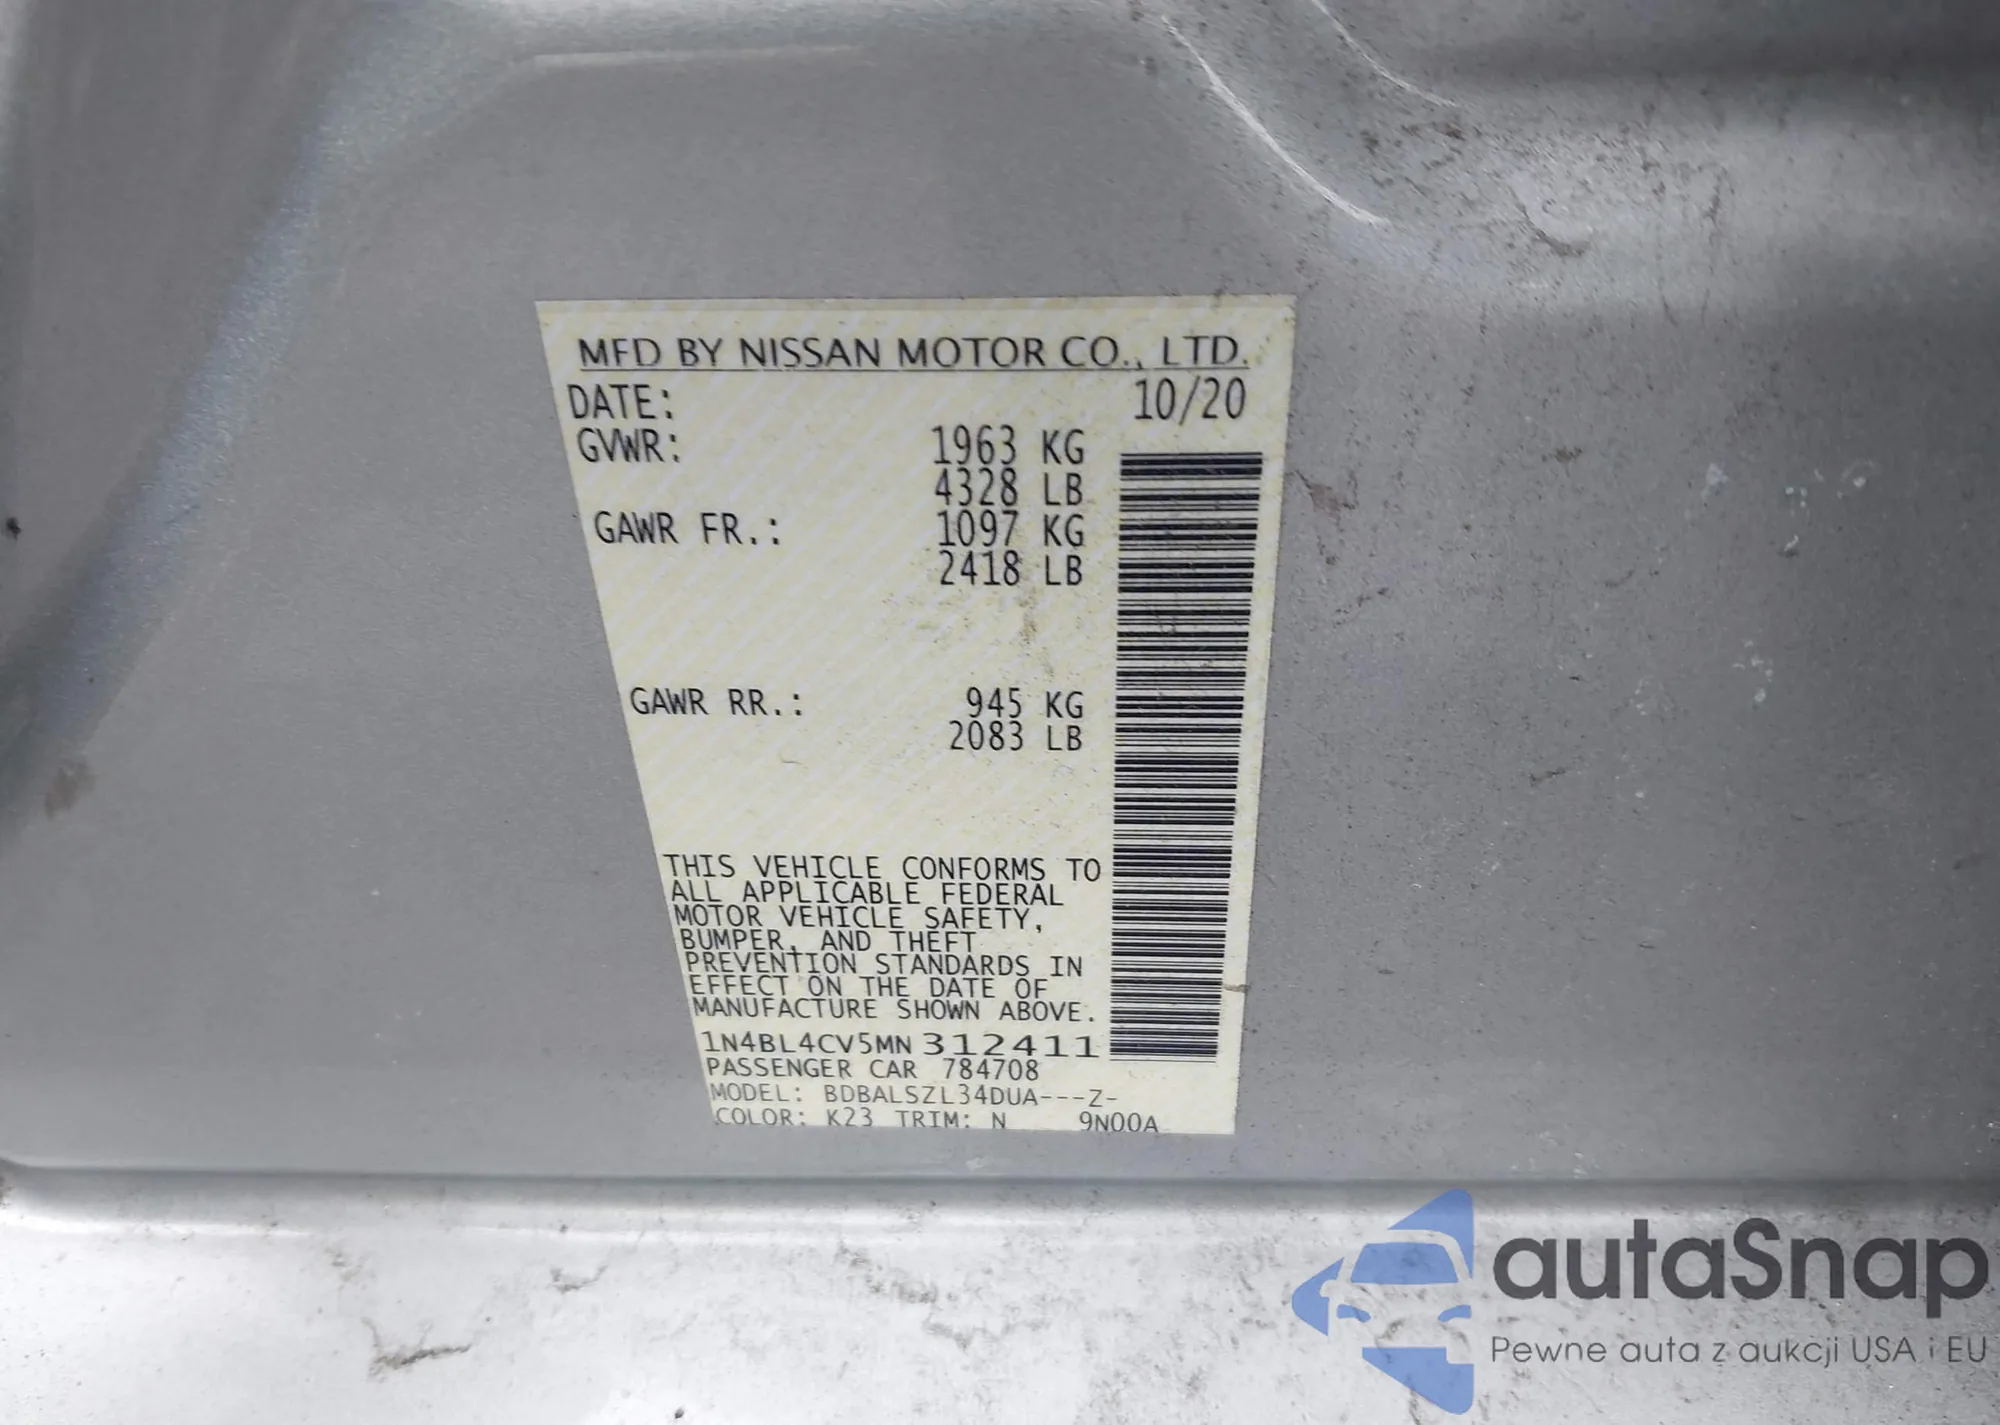 MFD BY NISSAN MOTOR CO., LTD.
DATE: 10/20
GVWR: 1963 KG
4328 LB
GAWR FR.: 1097 KG
2418 LB
GAWR RR.: 945 KG
2083 LB
THIS VEHICLE CONFORMS TO
ALL APPLICABLE FEDERAL
MOTOR VEHICLE SAFETY,
BUMPER, AND THEFT
PREVENTION STANDARDS IN
EFFECT ON THE DATE OF
MANUFACTURE SHOWN ABOVE.
1N4BL4CV5MN312411
PASSENGER CAR 784708
MODEL: BDBALSZL34DUA---Z-
COLOR: K23 TRIM: N 9N00A
autaSnap
Pewne auta z aukcji USA i EU